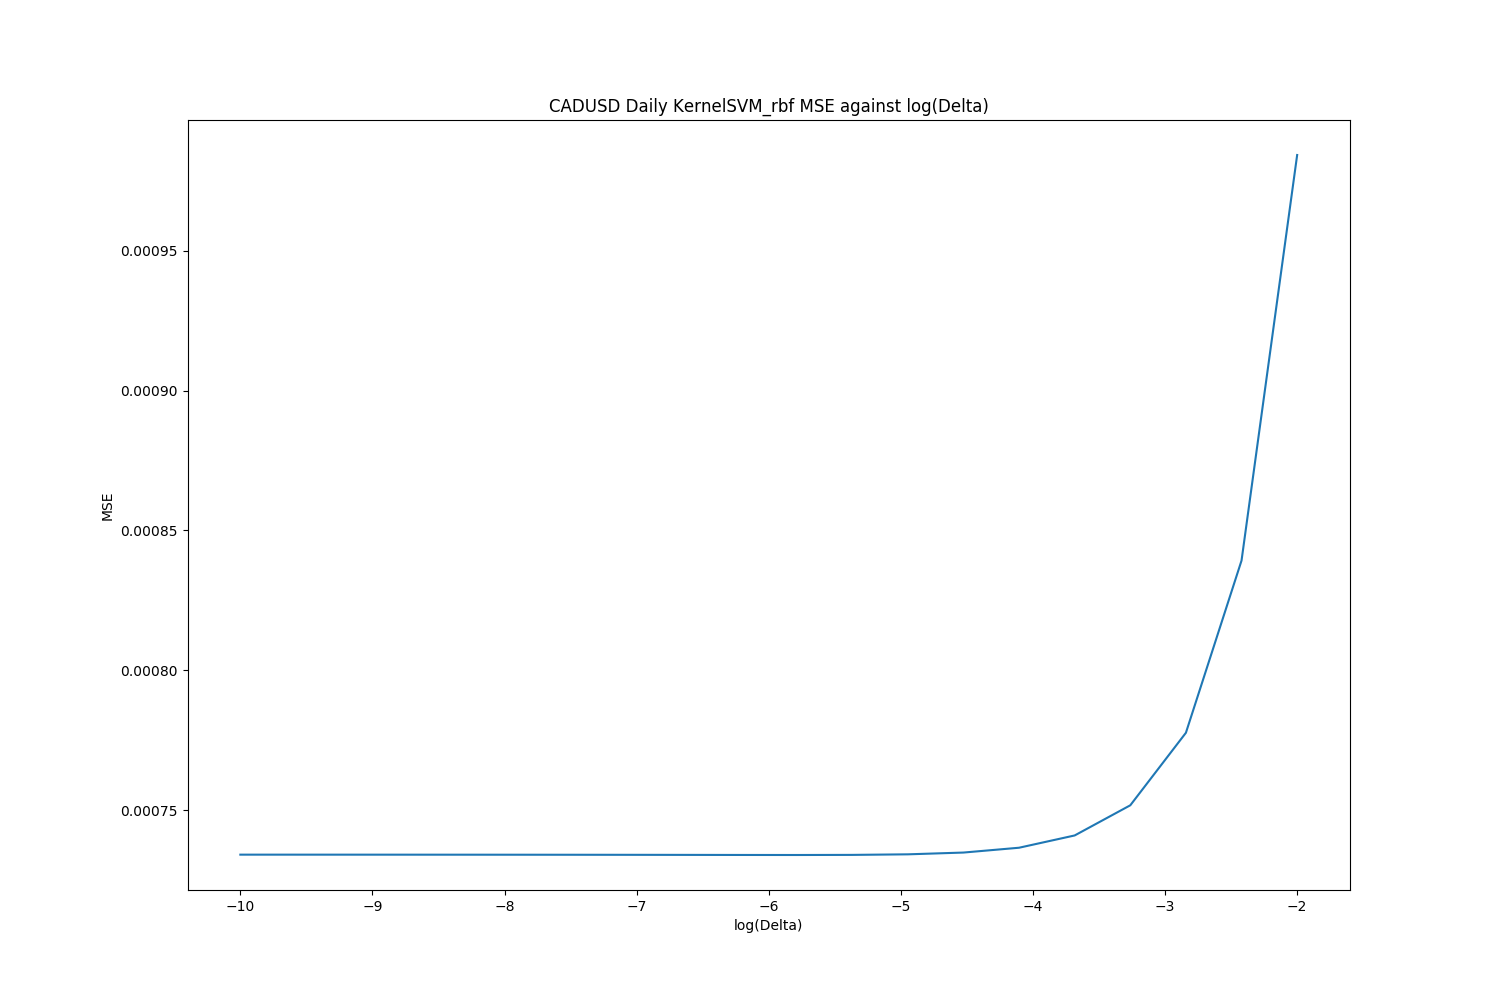 CADUSD Daily KernelSVM_rbf MSE against log(Delta)
MSE
0.00095
0.00090
0.00085
0.00080
0.00075
−10 −9 −8 −7 −6 −5 −4 −3 −2
log(Delta)